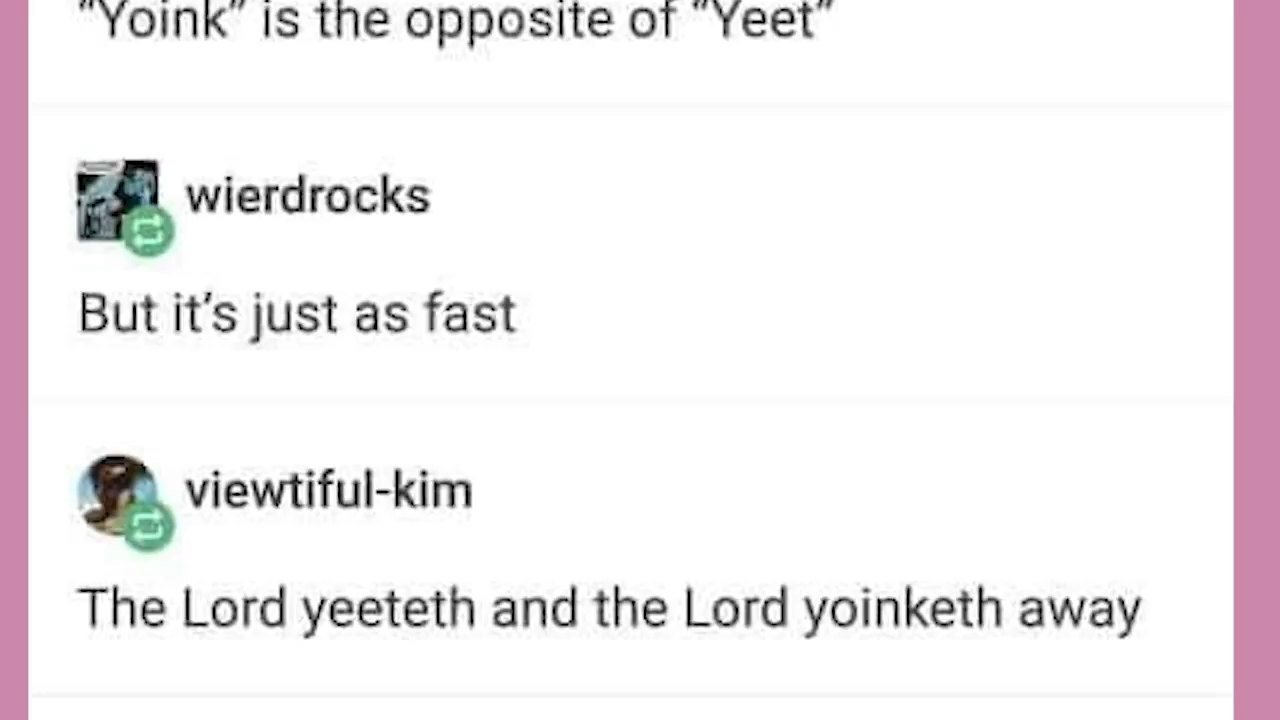 “Yoink” is the opposite of “Yeet”
wierdrocks
But it’s just as fast
viewtiful-kim
The Lord yeeteth and the Lord yoinketh away